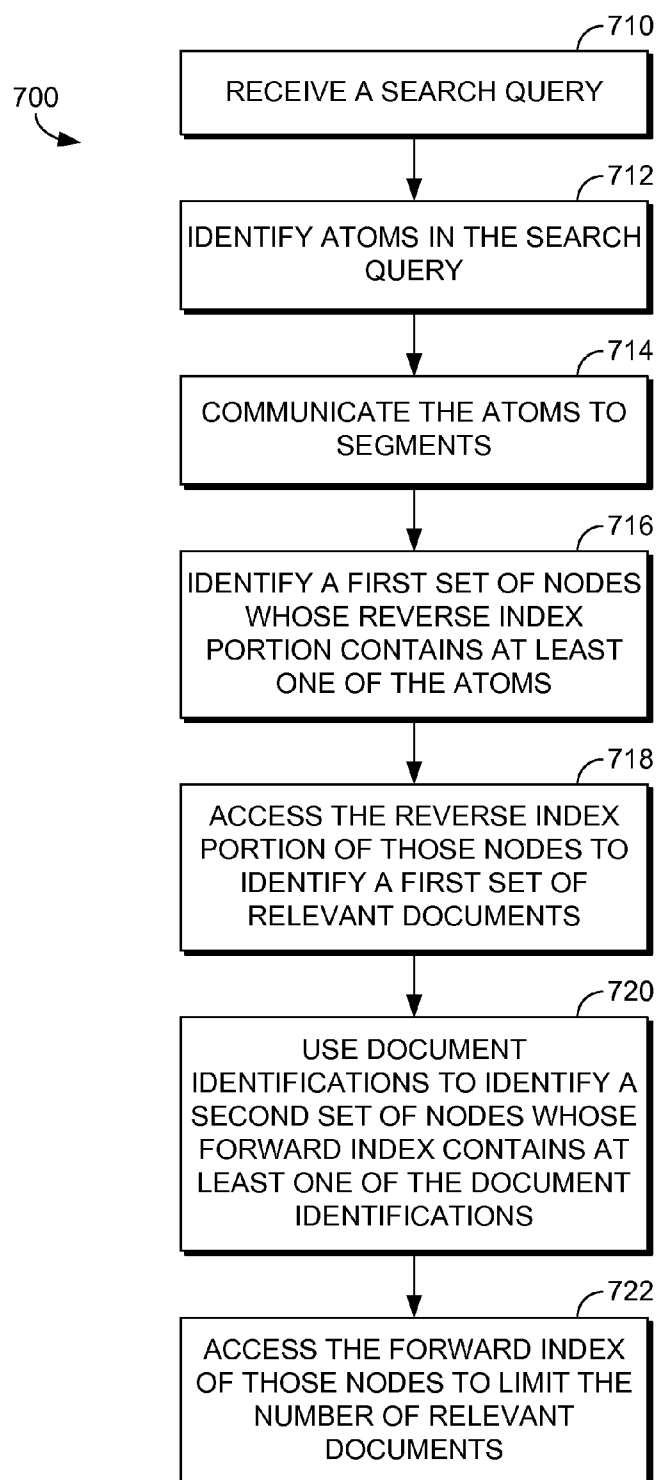 710
RECEIVE A SEARCH QUERY
700
712
IDENTIFY ATOMS IN THE SEARCH
QUERY
714
COMMUNICATE THE ATOMS TO
SEGMENTS
716
IDENTIFY A FIRST SET OF NODES
WHOSE REVERSE INDEX
PORTION CONTAINS AT LEAST
ONE OF THE ATOMS
718
ACCESS THE REVERSE INDEX
PORTION OF THOSE NODES TO
IDENTIFY A FIRST SET OF
RELEVANT DOCUMENTS
720
USE DOCUMENT
IDENTIFICATIONS TO IDENTIFY A
SECOND SET OF NODES WHOSE
FORWARD INDEX CONTAINS AT
LEAST ONE OF THE DOCUMENT
IDENTIFICATIONS
722
ACCESS THE FORWARD INDEX
OF THOSE NODES TO LIMIT THE
NUMBER OF RELEVANT
DOCUMENTS